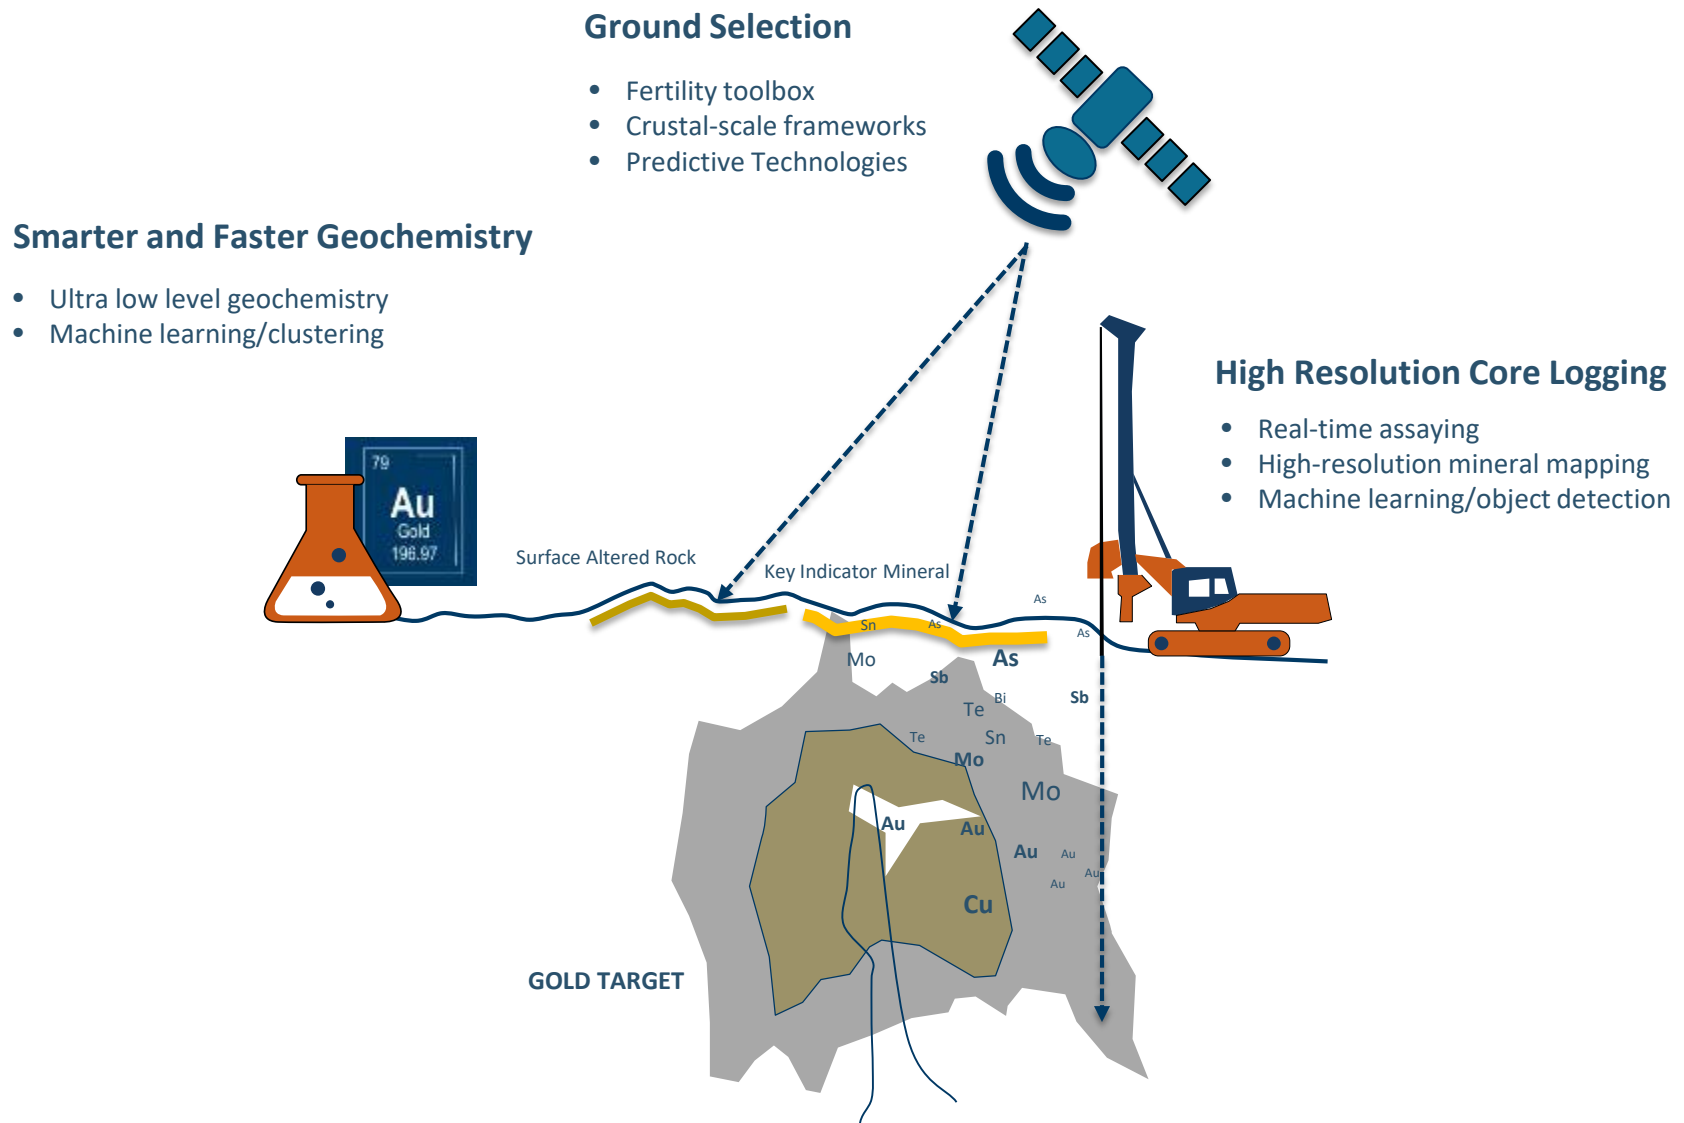 Ground Selection
• Fertility toolbox
• Crustal-scale frameworks
• Predictive Technologies
Smarter and Faster Geochemistry
• Ultra low level geochemistry
• Machine learning/clustering
High Resolution Core Logging
• Real-time assaying
• High-resolution mineral mapping
• Machine learning/object detection
79
Au
Gold
196.97
Surface Altered Rock
Key Indicator Mineral
As
Sn
As
As
Mo
As
Sb
Bi
Sb
Te
Te
Sn
Te
Mo
Mo
Au
Au
Au
Au
Au
Au
Cu
GOLD TARGET